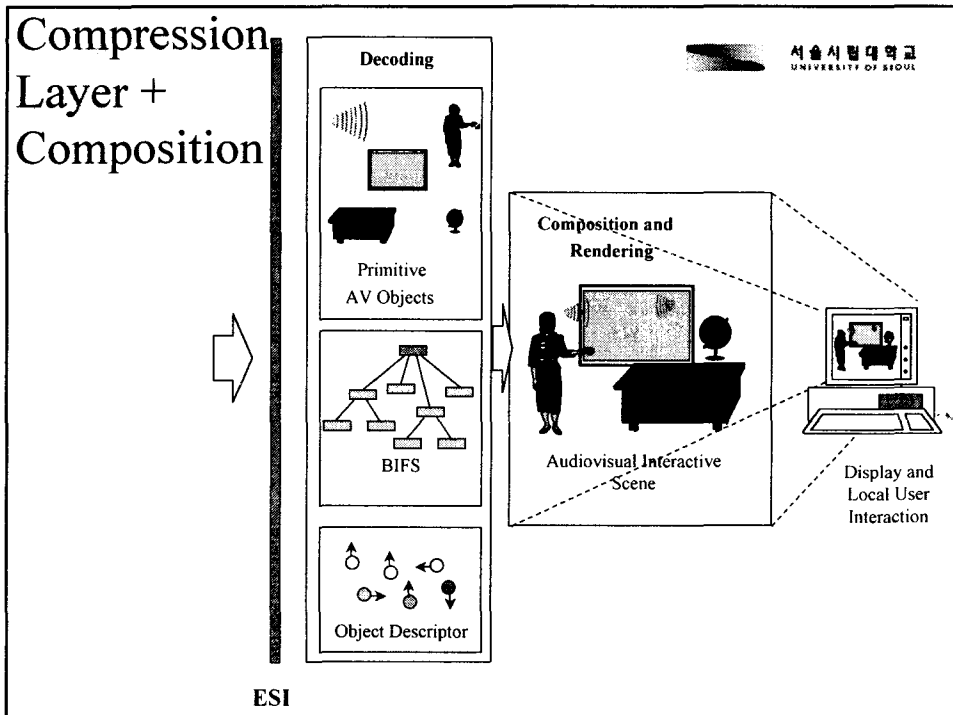 Compression
Layer +
Composition
서울시립대학교
UNIVERSITY OF SEOUL
Decoding
Primitive
AV Objects
BIFS
Object Descriptor
ESI
Composition and
Rendering
Audiovisual Interactive
Scene
Display and
Local User
Interaction